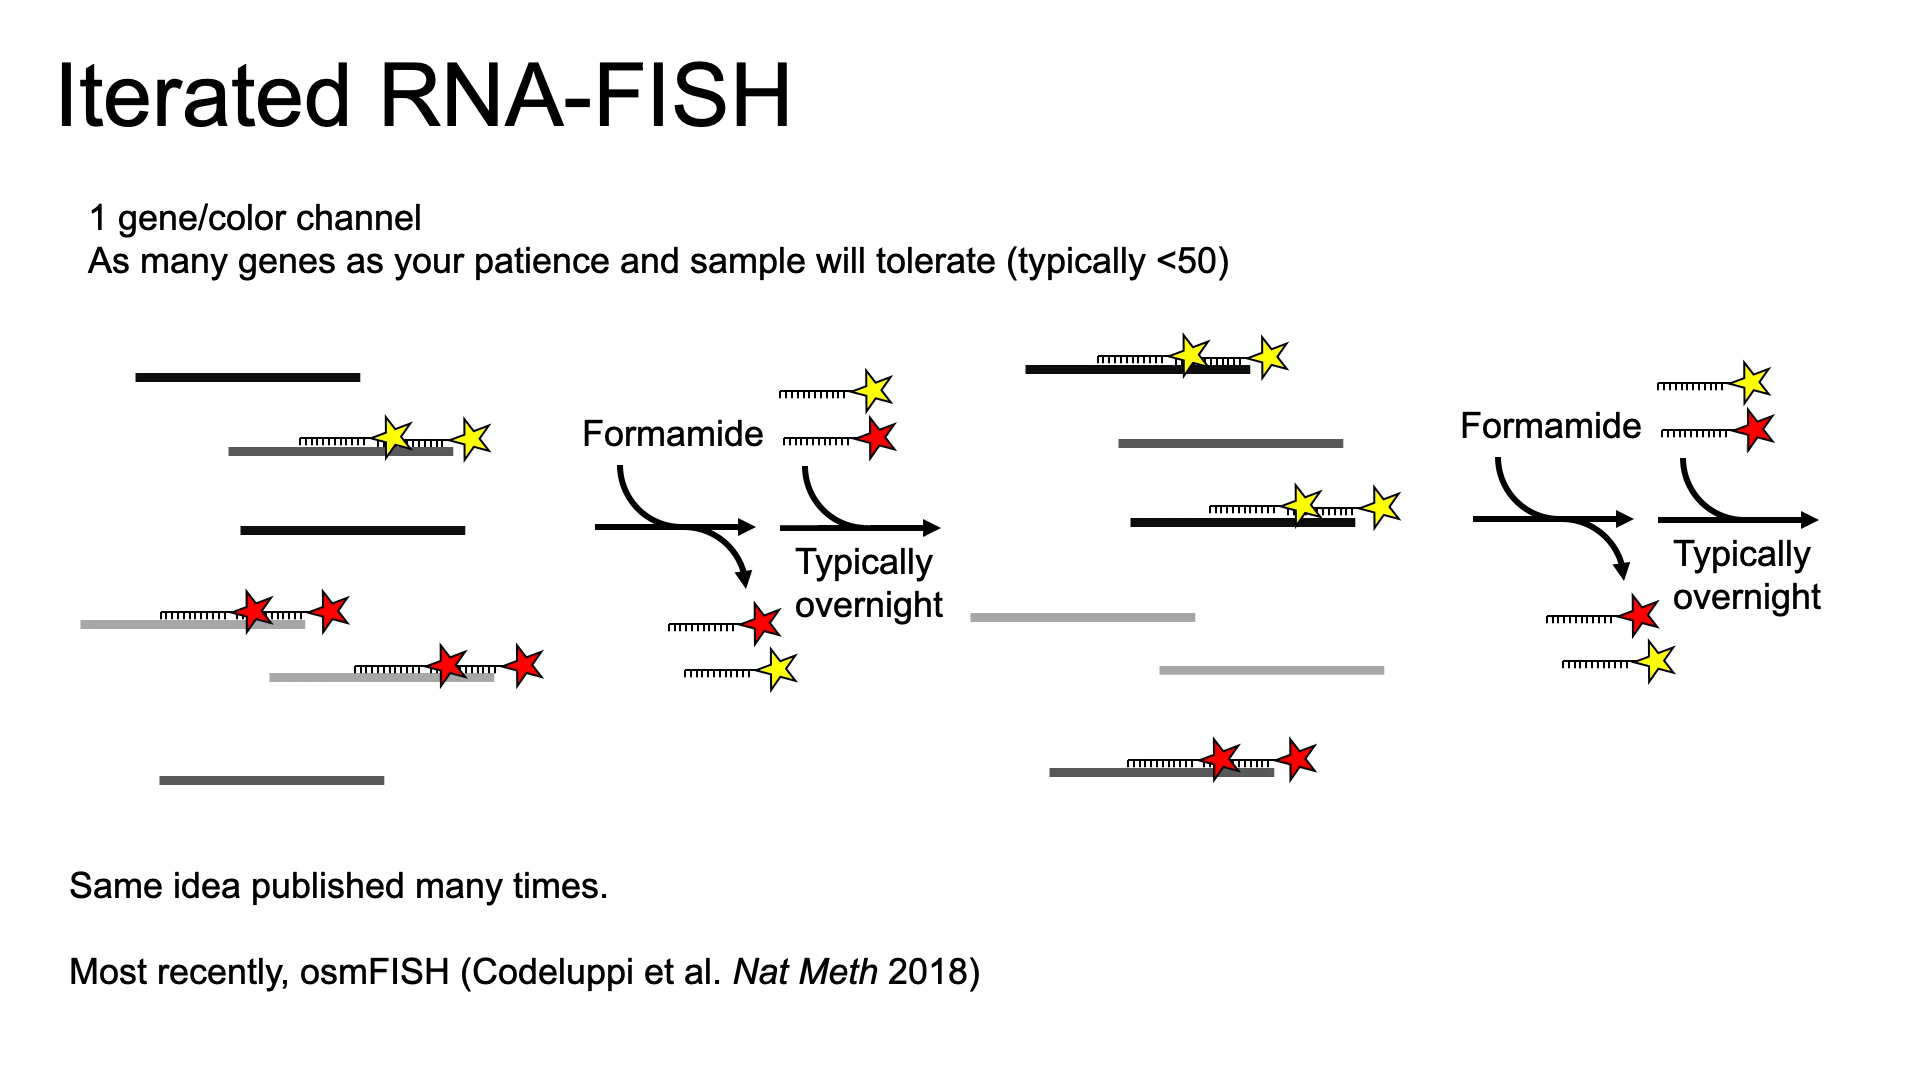 Iterated RNA-FISH
1 gene/color channel
As many genes as your patience and sample will tolerate (typically <50)
Formamide
Typically
overnight
Formamide
Typically
overnight
Same idea published many times.
Most recently, osmFISH (Codeluppi et al. Nat Meth 2018)